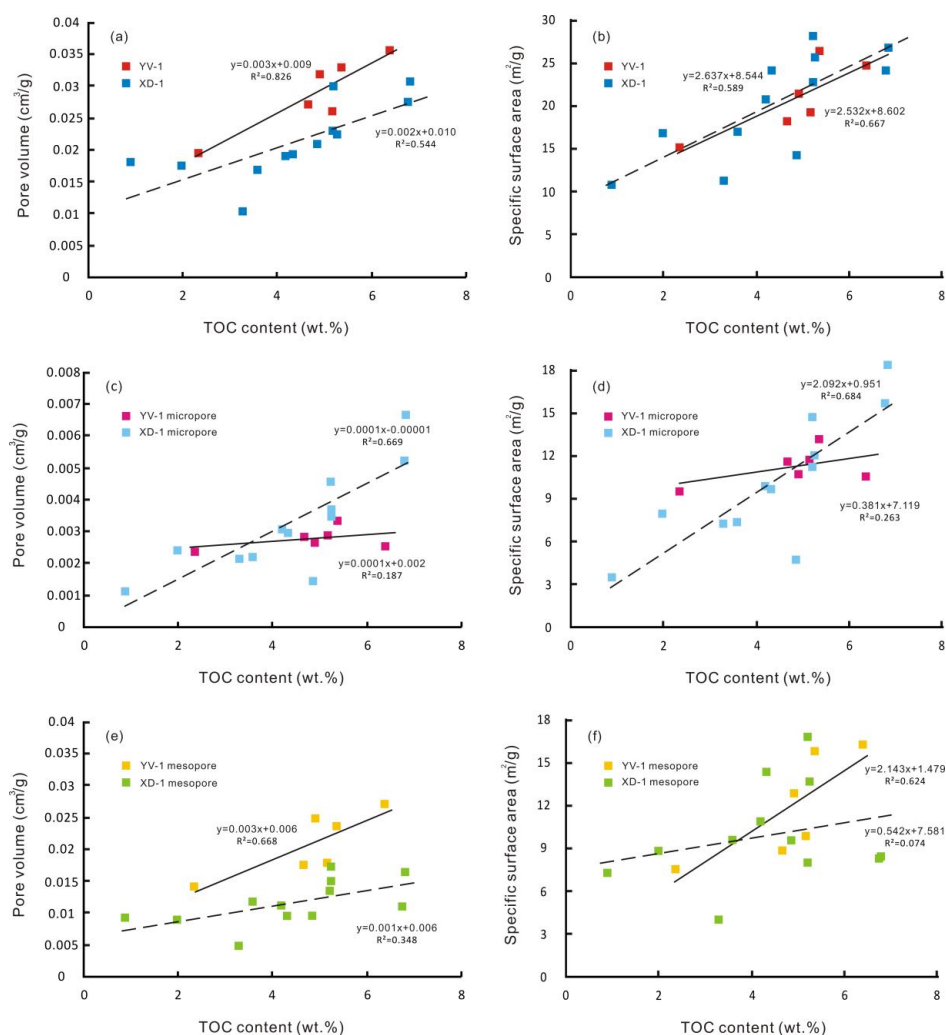 (a)
YV-1
XD-1
y=0.003x+0.009
R²=0.826
y=0.002x+0.010
R²=0.544
Pore volume (cm³/g)
0.04
0.035
0.03
0.025
0.02
0.015
0.01
0.005
0
0 2 4 6 8
TOC content (wt.%)
(b)
YV-1
XD-1
y=2.637x+8.544
R²=0.589
y=2.532x+8.602
R²=0.667
Specific surface area (m²/g)
30
25
20
15
10
5
0
0 2 4 6 8
TOC content (wt.%)
(c)
YV-1 micropore
XD-1 micropore
y=0.0001x-0.00001
R²=0.669
y=0.0001x+0.002
R²=0.187
Pore volume (cm³/g)
0.008
0.007
0.006
0.005
0.004
0.003
0.002
0.001
0
0 2 4 6 8
TOC content (wt.%)
(d)
YV-1 micropore
XD-1 micropore
y=2.092x+0.951
R²=0.684
y=0.381x+7.119
R²=0.263
Specific surface area (m²/g)
18
15
12
9
6
3
0
0 2 4 6 8
TOC content (wt.%)
(e)
YV-1 mesopore
XD-1 mesopore
y=0.003x+0.006
R²=0.668
y=0.001x+0.006
R²=0.348
Pore volume (cm³/g)
0.04
0.035
0.03
0.025
0.02
0.015
0.01
0.005
0
0 2 4 6 8
TOC content (wt.%)
(f)
YV-1 mesopore
XD-1 mesopore
y=2.143x+1.479
R²=0.624
y=0.542x+7.581
R²=0.074
Specific surface area (m²/g)
18
15
12
9
6
3
0
0 2 4 6 8
TOC content (wt.%)